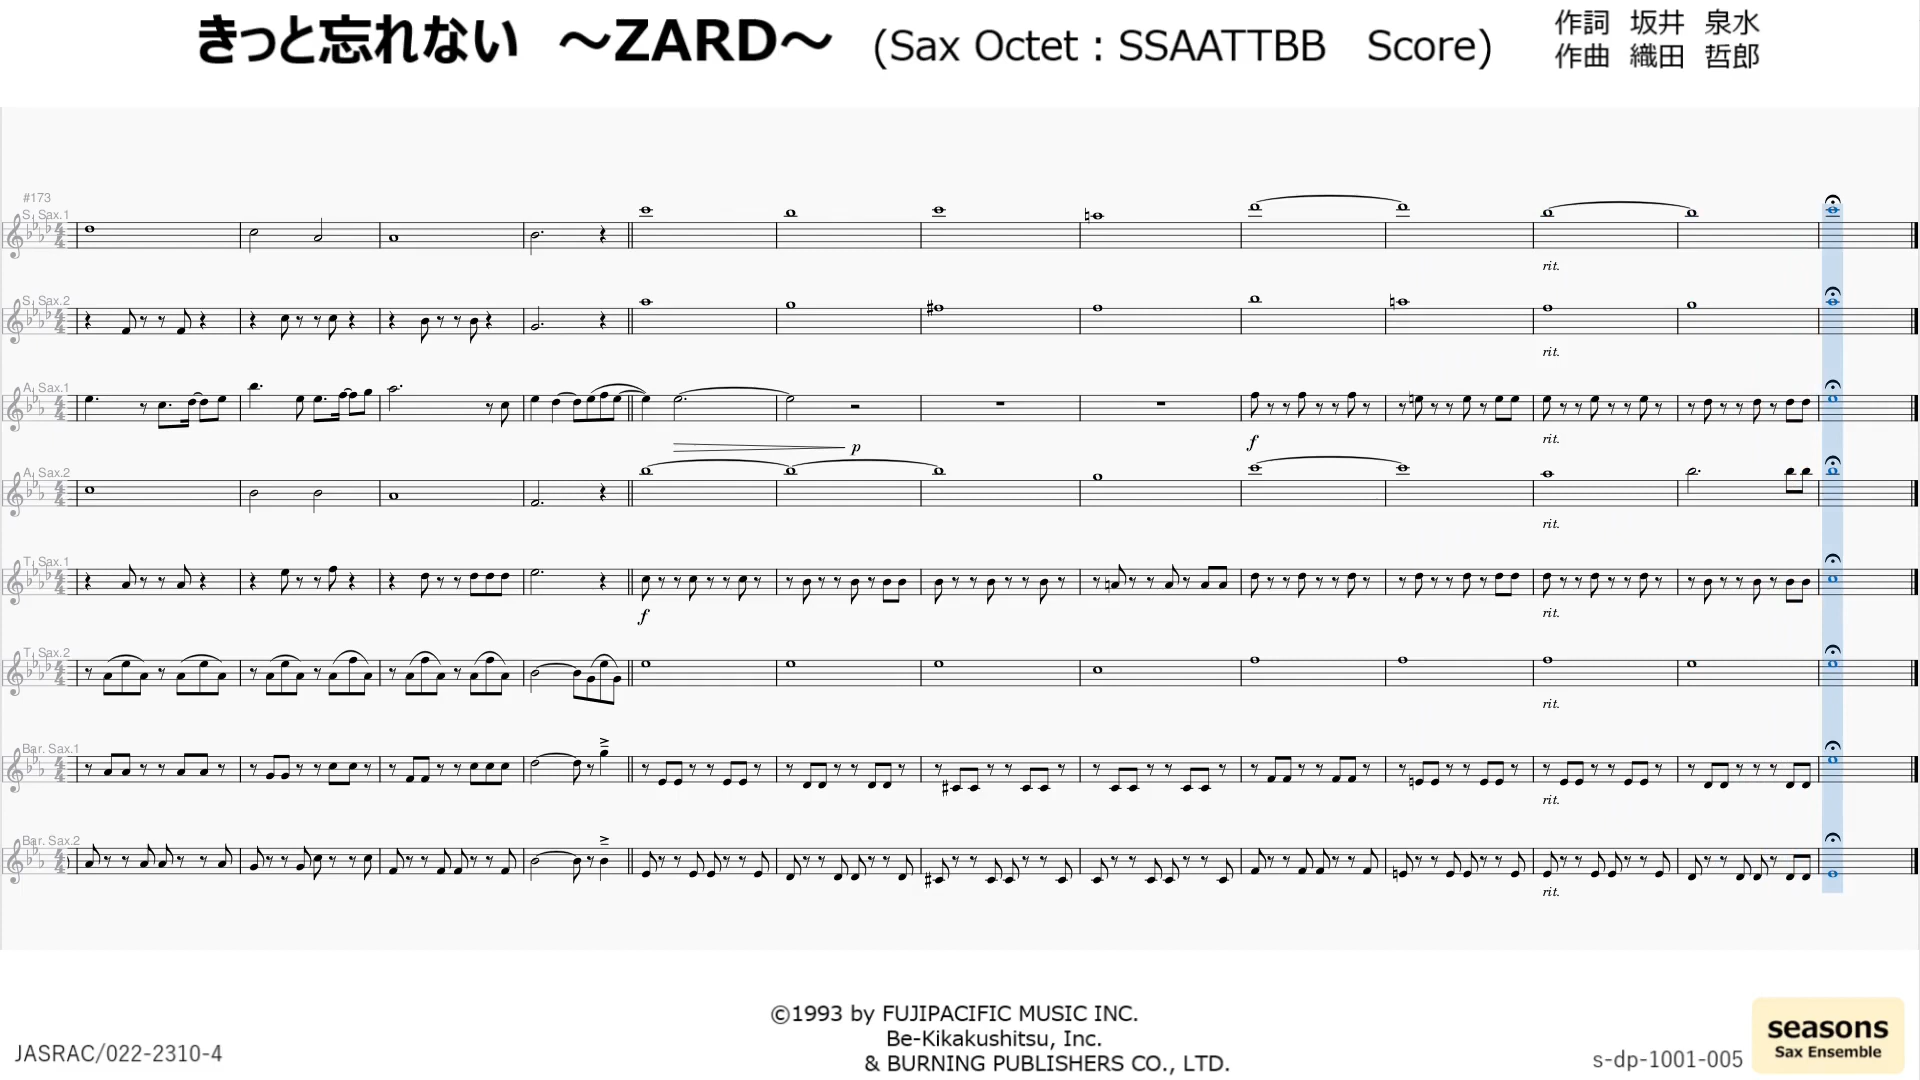 きっと忘れない ～ZARD～ (Sax Octet : SSAATTBB Score)
作詞 坂井 泉水
作曲 織田 哲郎
#173
S. Sax.1
rit.
S. Sax.2
rit.
A. Sax.1
p
f
rit.
A. Sax.2
rit.
T. Sax.1
f
rit.
T. Sax.2
rit.
Bar. Sax.1
rit.
Bar. Sax.2
rit.
©1993 by FUJIPACIFIC MUSIC INC.
Be-Kikakushitsu, Inc.
& BURNING PUBLISHERS CO., LTD.
JASRAC/022-2310-4
s-dp-1001-005
seasons
Sax Ensemble